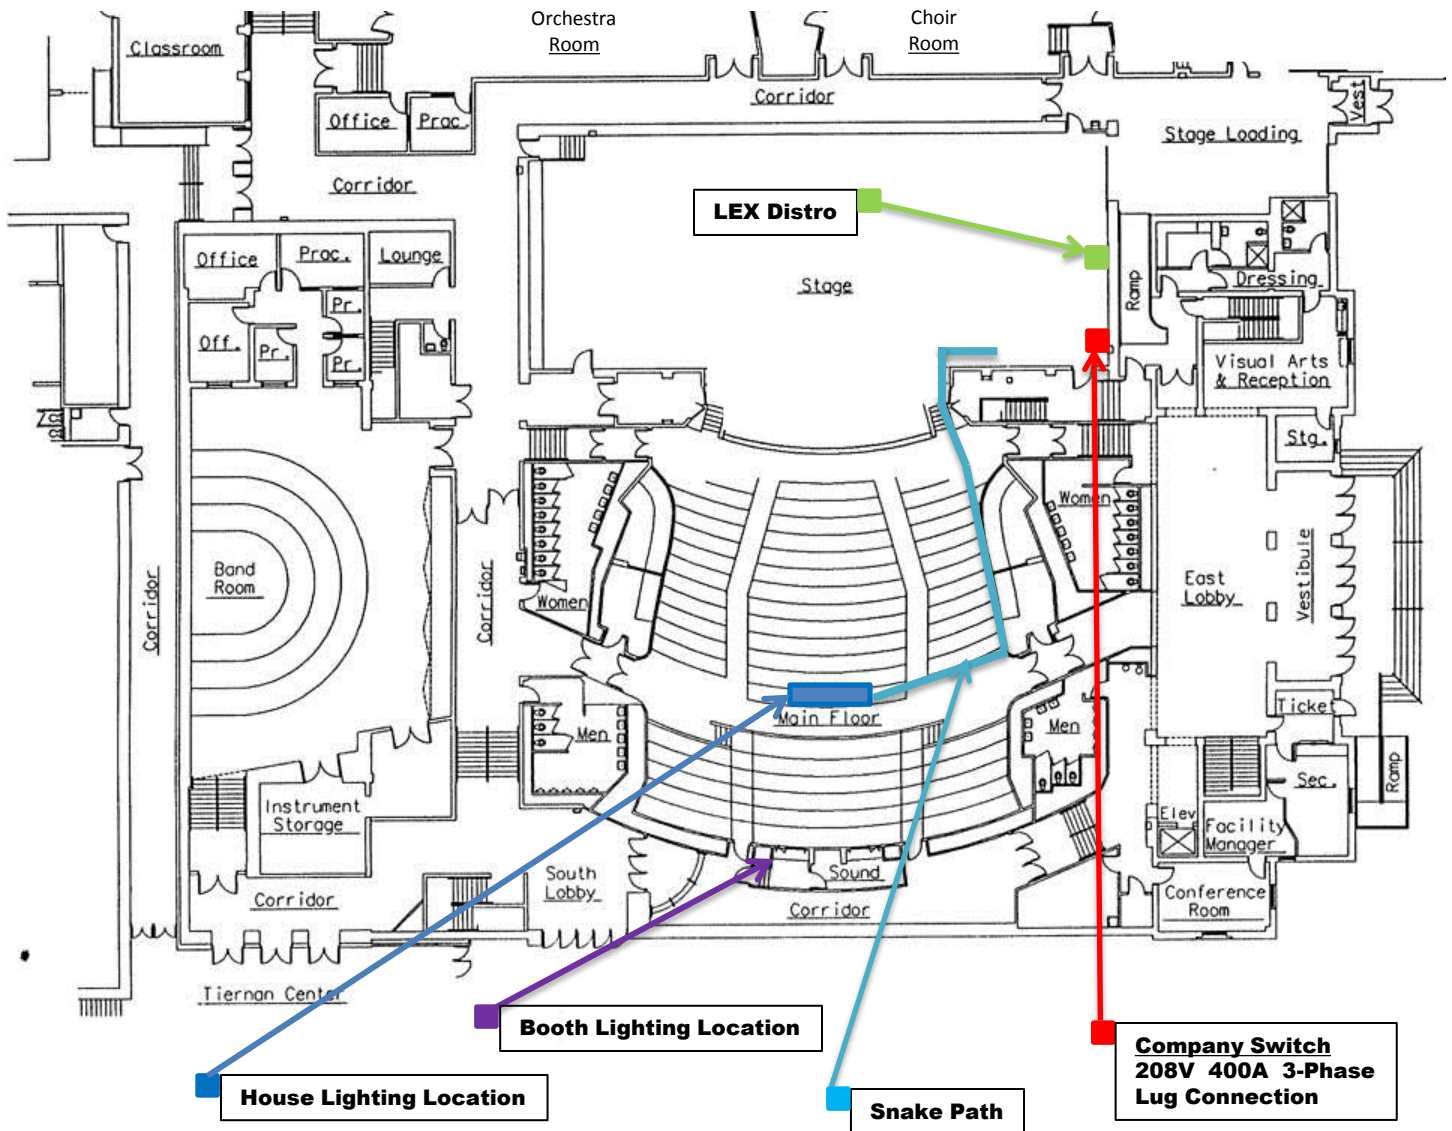 Orchestra
Room
Choir
Room
Classroom
Corridor
Vest
Office
Prac.
Stage Loading
Corridor
LEX Distro
Office
Prac.
Lounge
Dressing
Ramp
Stage
Pr.
Off.
Pr.
Pr.
Visual Arts
& Reception
Stg.
Women
Band
Room
Corridor
Corridor
Women
East
Lobby
Vestibule
Ticket
Main Floor
Men
Men
Sec.
Ramp
Instrument
Storage
Elev
Facility
Manager
South
Lobby
Sound
Corridor
Corridor
Conference
Room
Tiernan Center
Booth Lighting Location
House Lighting Location
Snake Path
Company Switch
208V 400A 3-Phase
Lug Connection